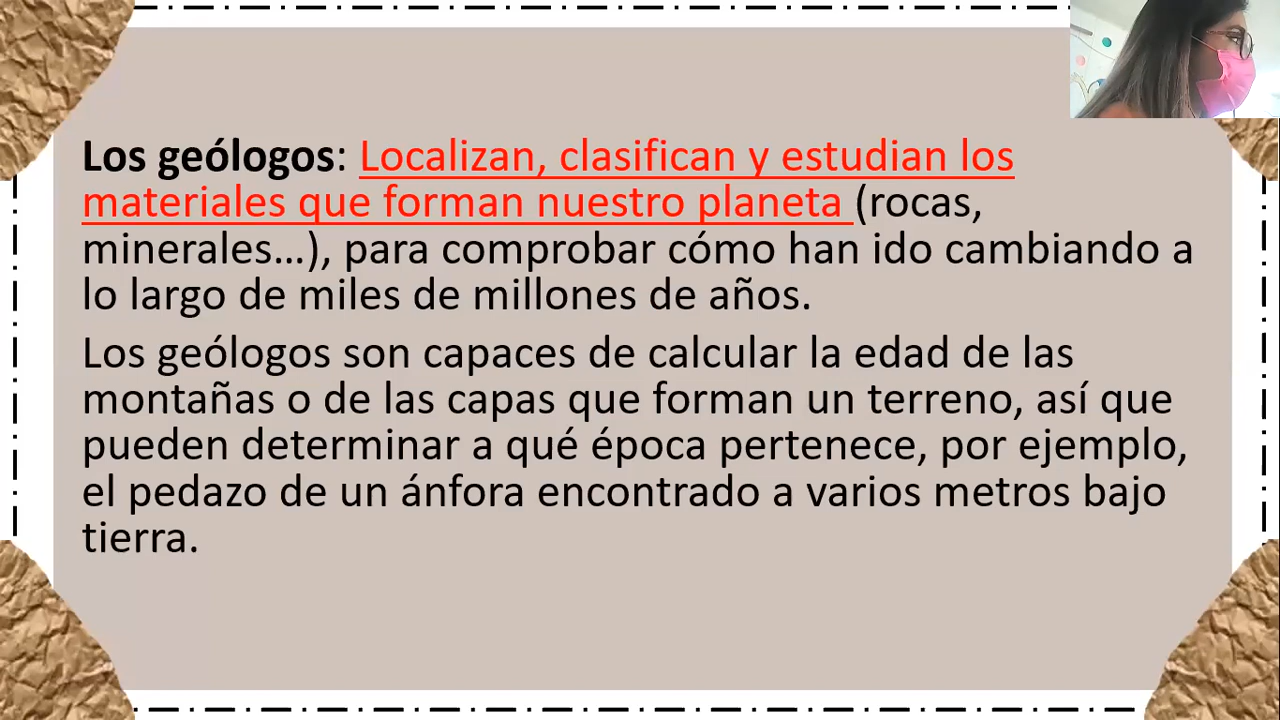 Los geólogos: Localizan, clasifican y estudian los
materiales que forman nuestro planeta (rocas,
minerales...), para comprobar cómo han ido cambiando a
lo largo de miles de millones de años.
Los geólogos son capaces de calcular la edad de las
montañas o de las capas que forman un terreno, así que
pueden determinar a qué época pertenece, por ejemplo,
el pedazo de un ánfora encontrado a varios metros bajo
tierra.